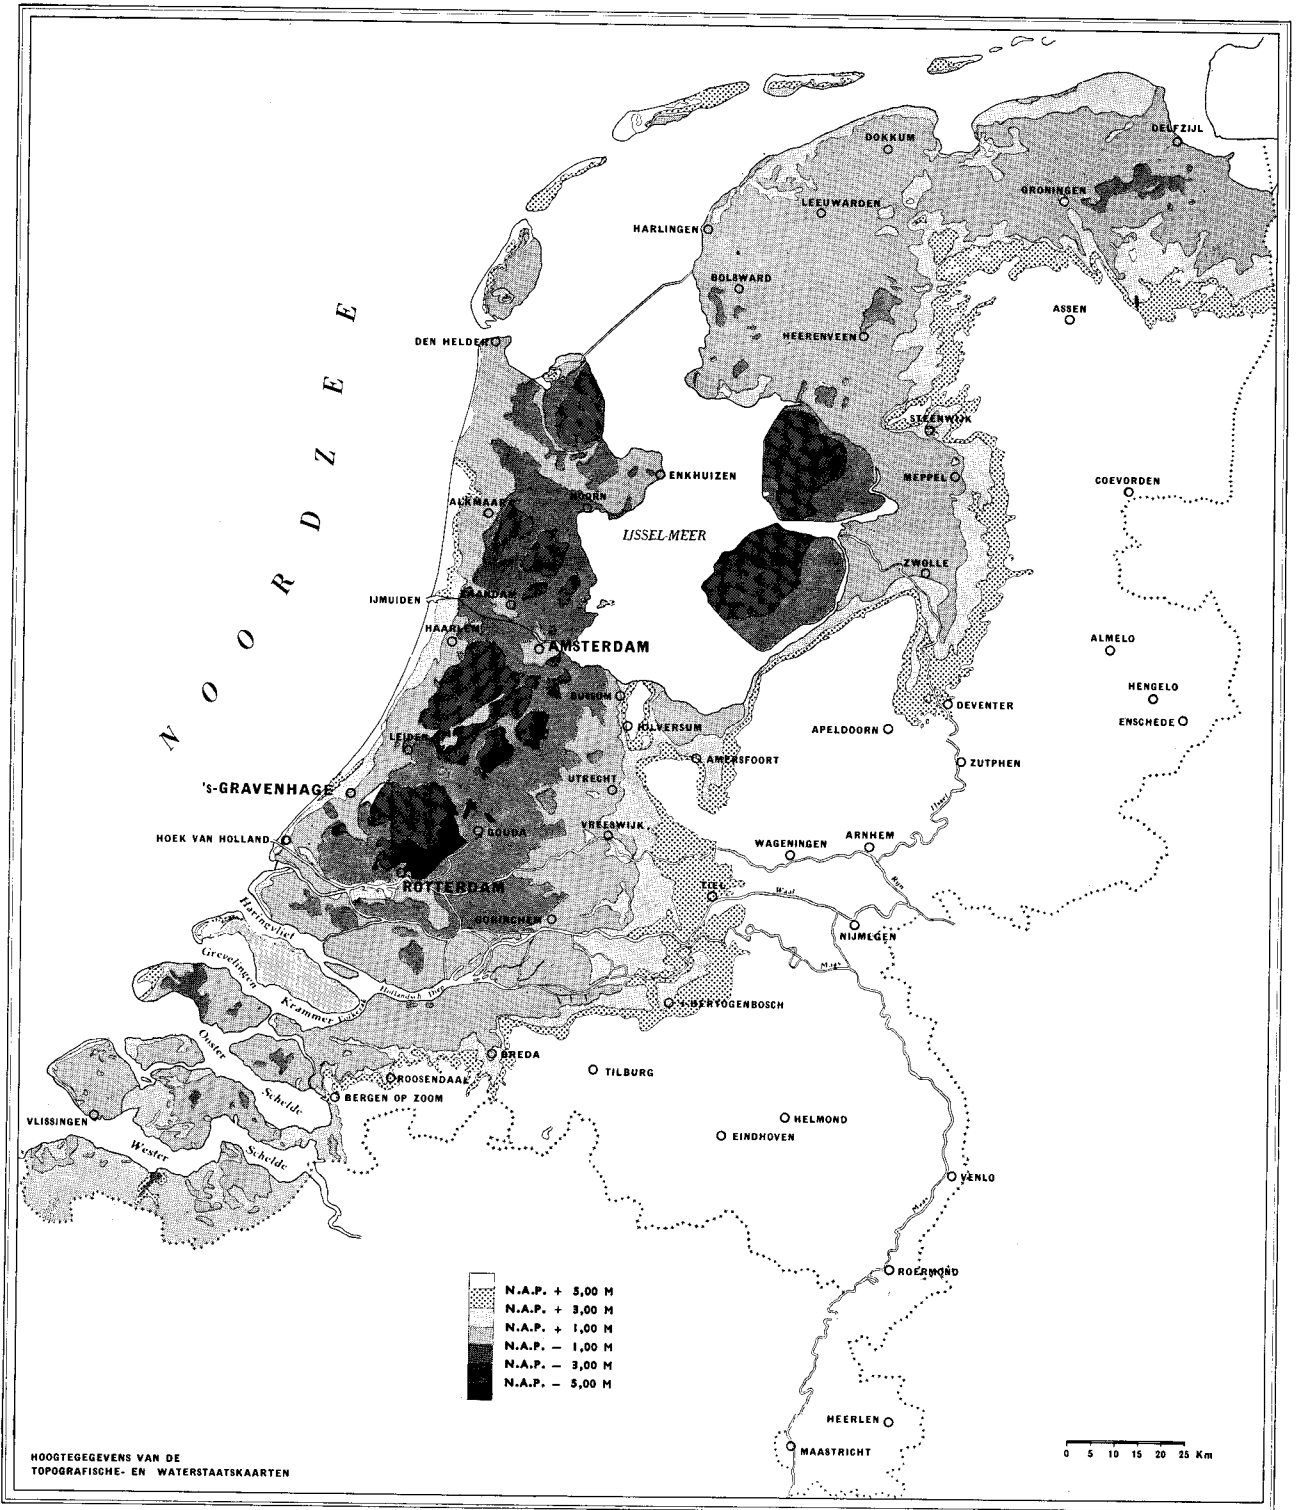 DOKKUM
DELFZIJL
GRONINGEN
LEEUWARDEN
HARLINGEN
BOLSWARD
ASSEN
HEERENVEEN
DEN HELDER
STEENWIJK
MEPPEL
ENKHUIZEN
COEVORDEN
HOORN
ALKMAAR
IJSSEL-MEER
NOORDZEE
ZWOLLE
ZAANDAM
IJMUIDEN
HAARLEM
AMSTERDAM
ALMELO
HENGELO
ENSCHEDE
BUSSUM
HILVERSUM
DEVENTER
APELDOORN
LEIDEN
AMERSFOORT
ZUTPHEN
UTRECHT
's-GRAVENHAGE
IJssel
HOEK VAN HOLLAND
GOUDA
VREESWIJK
WAGENINGEN
ARNHEM
ROTTERDAM
TIEL
Waal
Rijn
GORINCHEM
NIJMEGEN
Haringvliet
Grevelingen
Maas
Hollandsch Diep
Krammer
's-HERTOGENBOSCH
Ooster
Schelde
BREDA
TILBURG
ROOSENDAAL
BERGEN OP ZOOM
VLISSINGEN
HELMOND
EINDHOVEN
Wester
Schelde
VENLO
Maas
ROERMOND
N.A.P. + 5,00 M
N.A.P. + 3,00 M
N.A.P. + 1,00 M
N.A.P. — 1,00 M
N.A.P. — 3,00 M
N.A.P. — 5,00 M
HEERLEN
MAASTRICHT
0 5 10 15 20 25 Km
HOOGTEGEGEVENS VAN DE
TOPOGRAFISCHE- EN WATERSTAATSKAARTEN